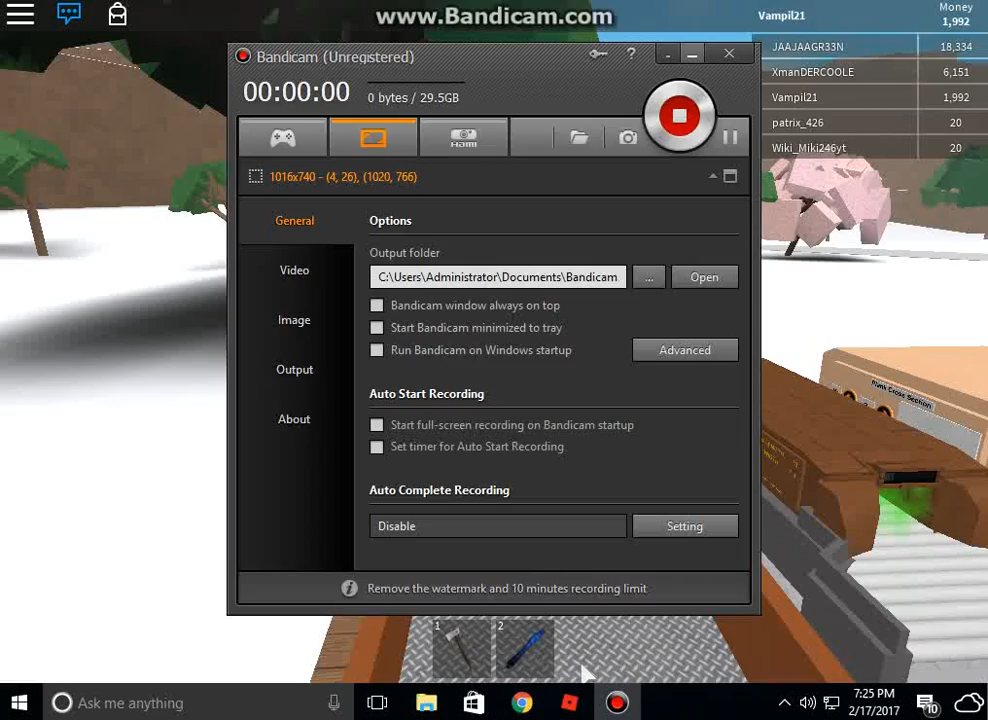 www.Bandicam.com
Money
Vampil21
1,992
JAAJAAGR33N 18,334
XmanDERCOOLE 6,151
Vampil21 1,992
patrix_426 20
Wiki_Miki246yt 20
Bandicam (Unregistered)
?
00:00:00
0 bytes / 29.5GB
HDMI
1016x740 - (4, 26), (1020, 766)
General
Video
Image
Output
About
Options
Output folder
C:\Users\Administrator\Documents\Bandicam
...
Open
Bandicam window always on top
Start Bandicam minimized to tray
Run Bandicam on Windows startup
Advanced
Auto Start Recording
Start full-screen recording on Bandicam startup
Set timer for Auto Start Recording
Auto Complete Recording
Disable
Setting
Remove the watermark and 10 minutes recording limit
Plank Cross Section
1
2
Ask me anything
7:25 PM
2/17/2017
10